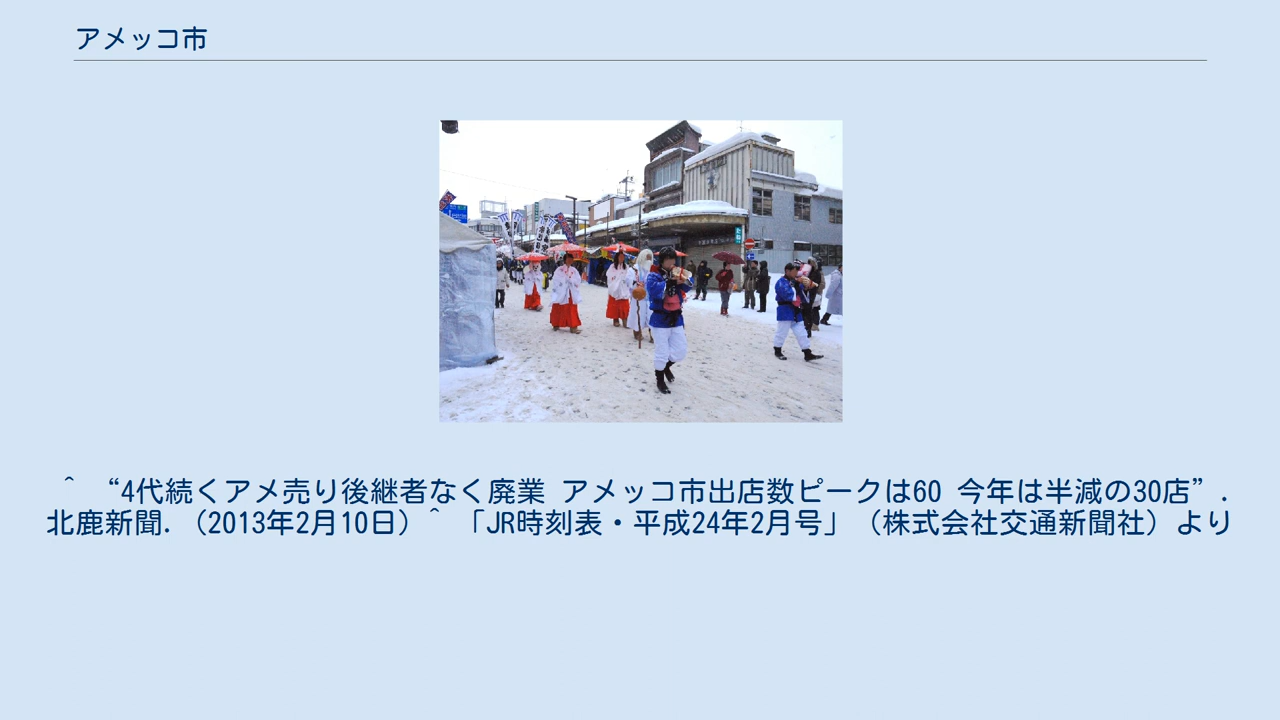 アメッコ市
^ “4代続くアメ売り後継者なく廃業 アメッコ市出店数ピークは60 今年は半減の30店”.
北鹿新聞. (2013年2月10日) ^ 「JR時刻表・平成24年2月号」（株式会社交通新聞社）より